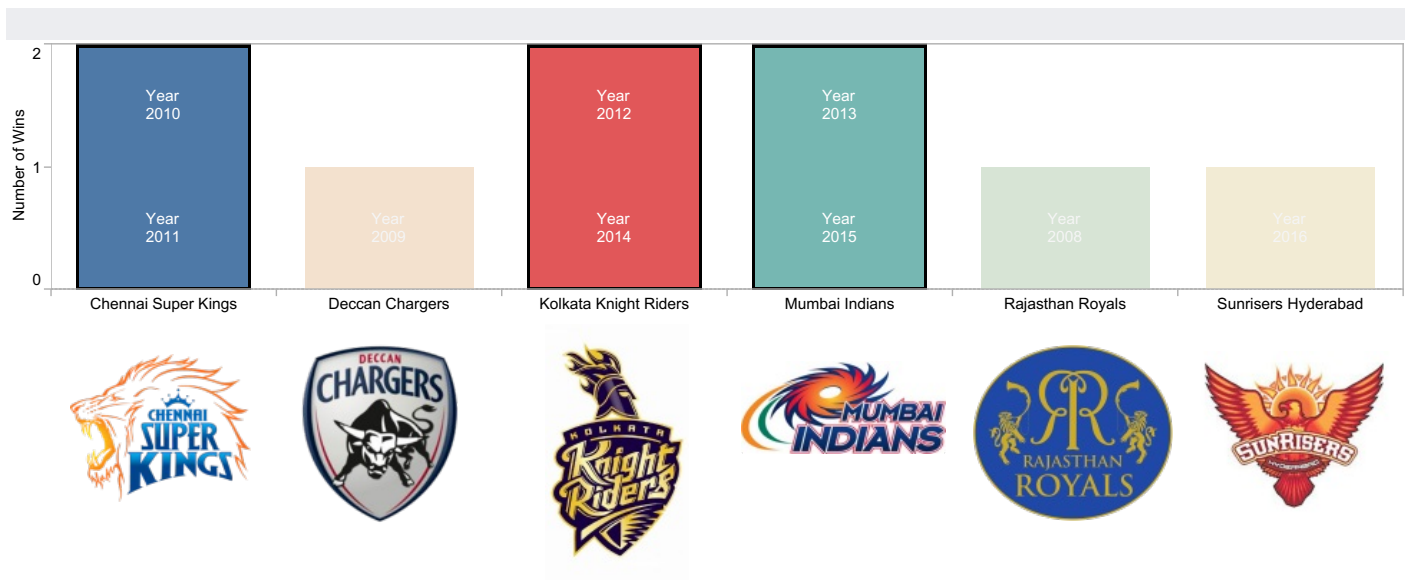 2
Year
2010
Year
2012
Year
2013
Number of Wins
1
Year
2011
Year
2009
Year
2014
Year
2015
Year
2008
Year
2016
0
Chennai Super Kings
Deccan Chargers
Kolkata Knight Riders
Mumbai Indians
Rajasthan Royals
Sunrisers Hyderabad
CHENNAI
SUPER
KINGS
DECCAN
CHARGERS
KOLKATA
Knight
Riders
MUMBAI
INDIANS
RR
RAJASTHAN
ROYALS
SUNRISERS
HYDERABAD